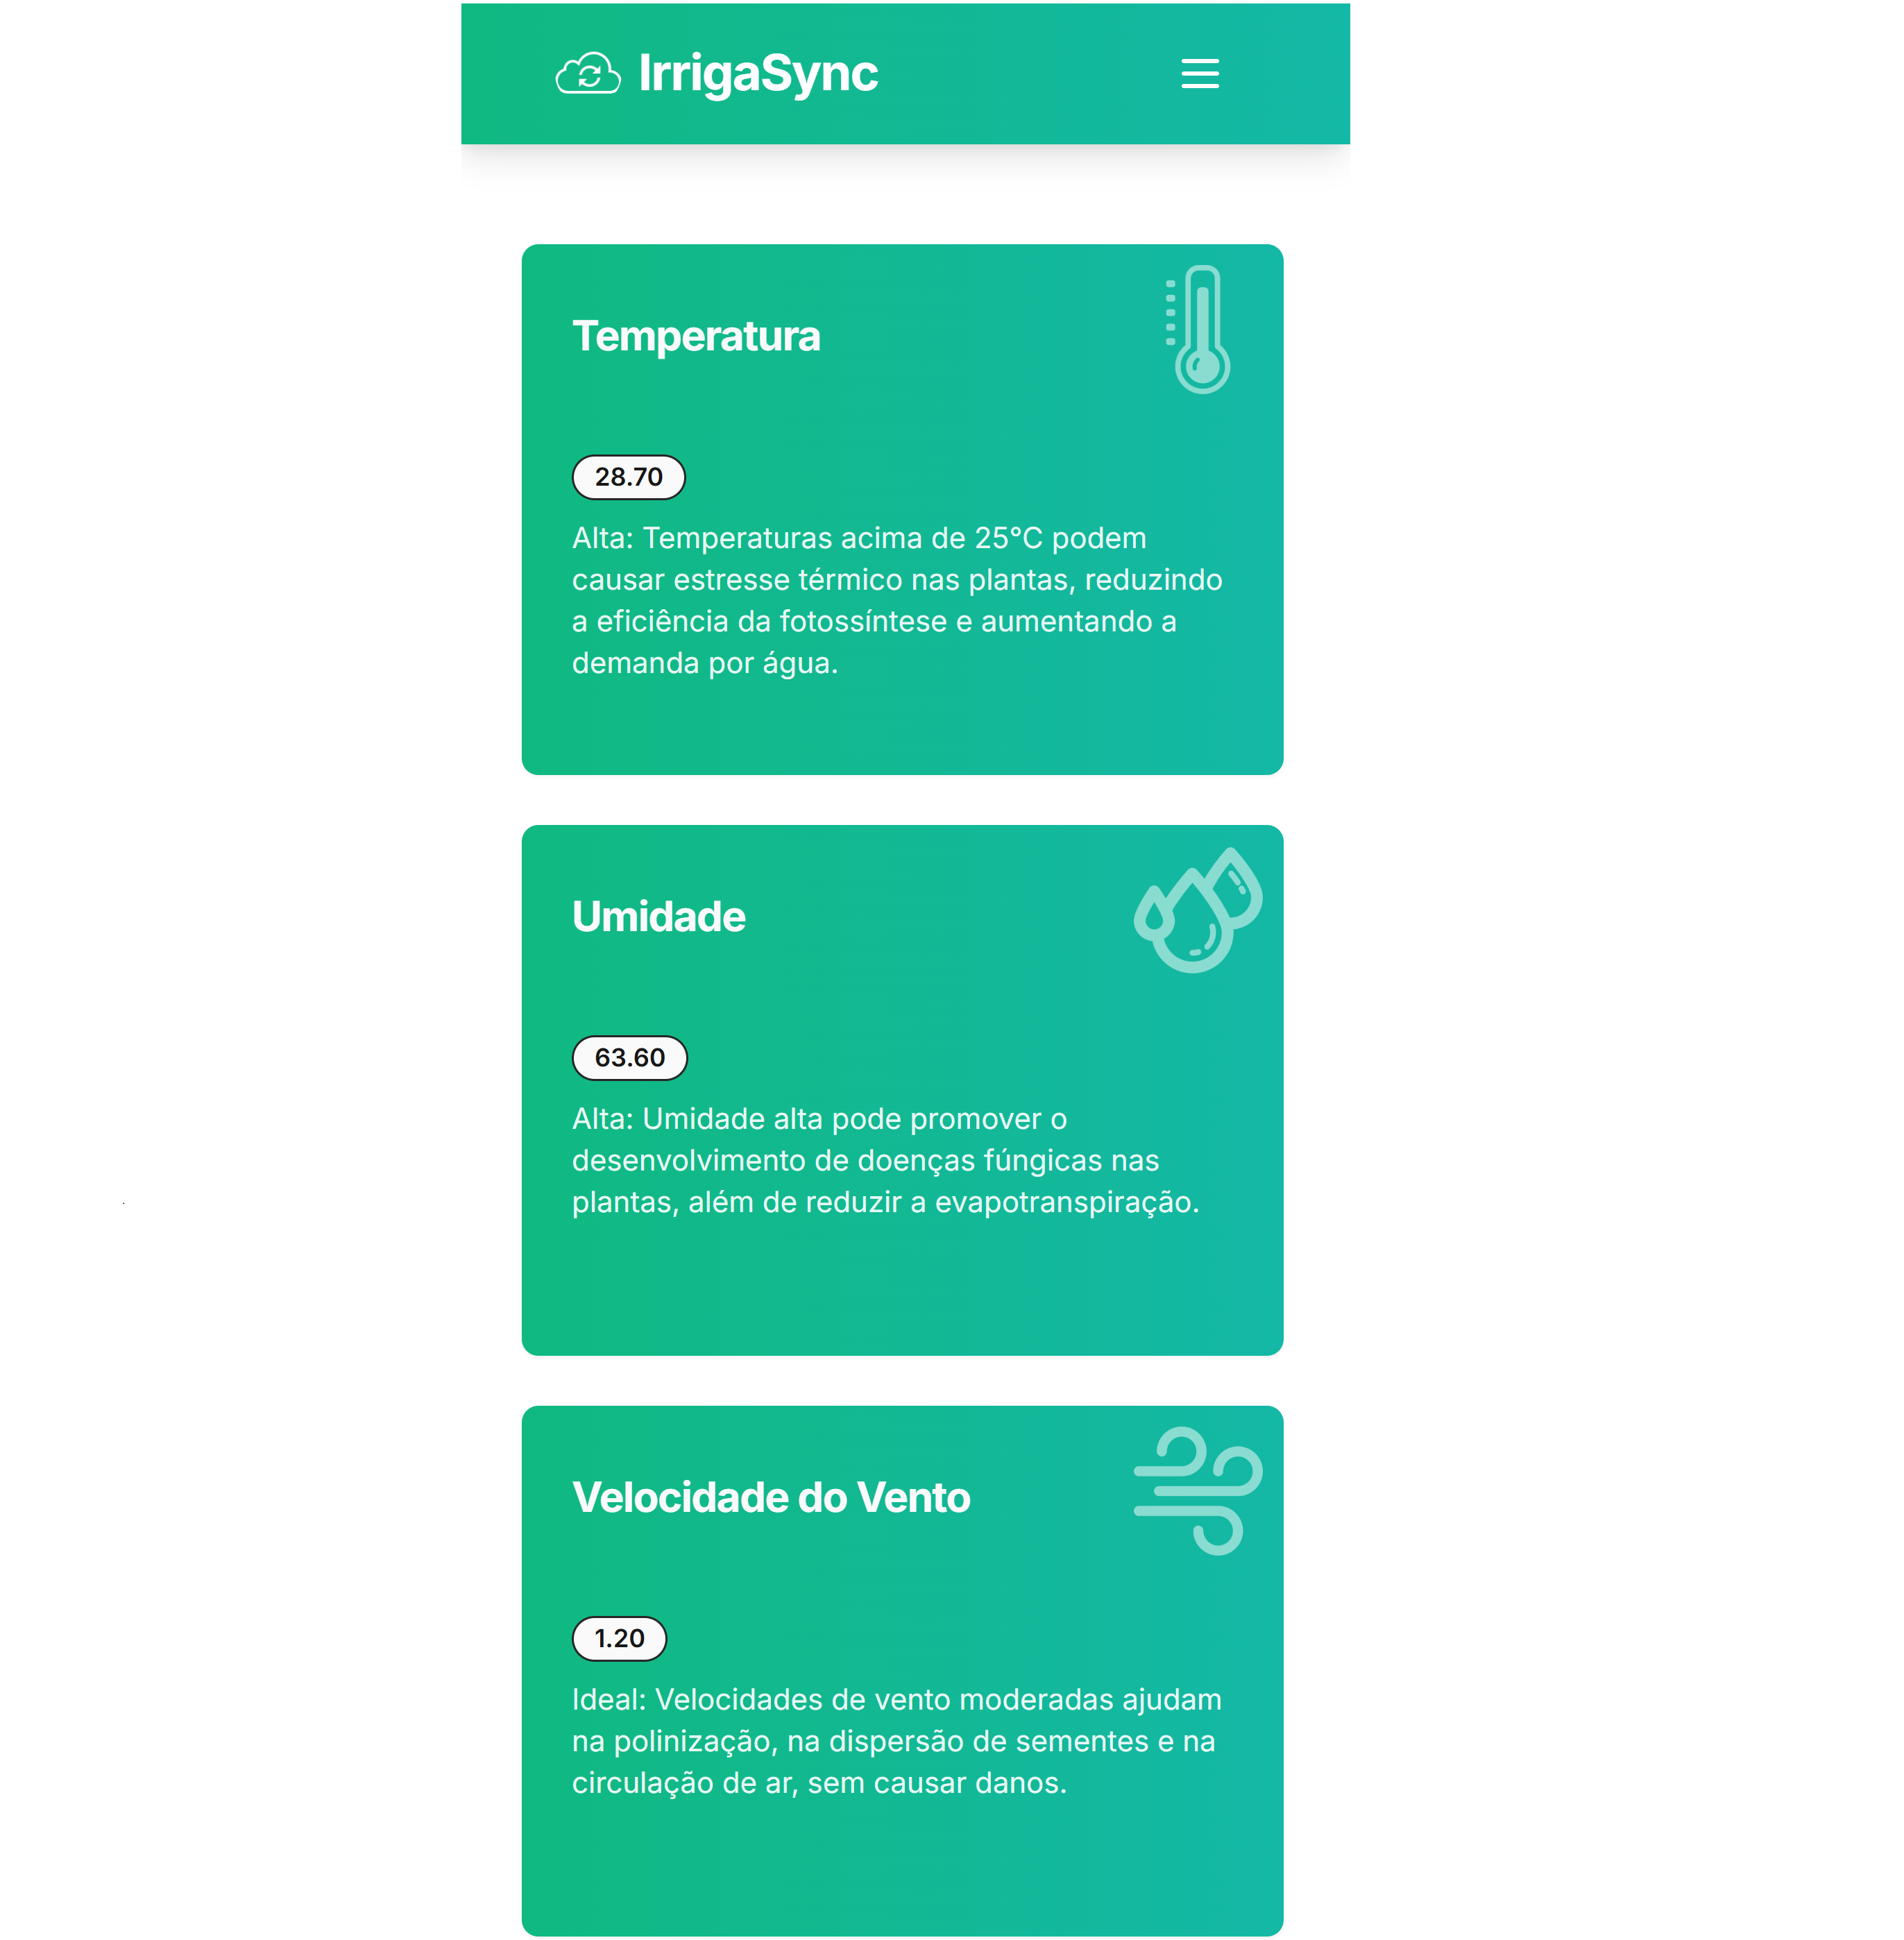 IrrigaSync
Temperatura
28.70
Alta: Temperaturas acima de 25°C podem
causar estresse térmico nas plantas, reduzindo
a eficiência da fotossíntese e aumentando a
demanda por água.
Umidade
63.60
Alta: Umidade alta pode promover o
desenvolvimento de doenças fúngicas nas
plantas, além de reduzir a evapotranspiração.
Velocidade do Vento
1.20
Ideal: Velocidades de vento moderadas ajudam
na polinização, na dispersão de sementes e na
circulação de ar, sem causar danos.